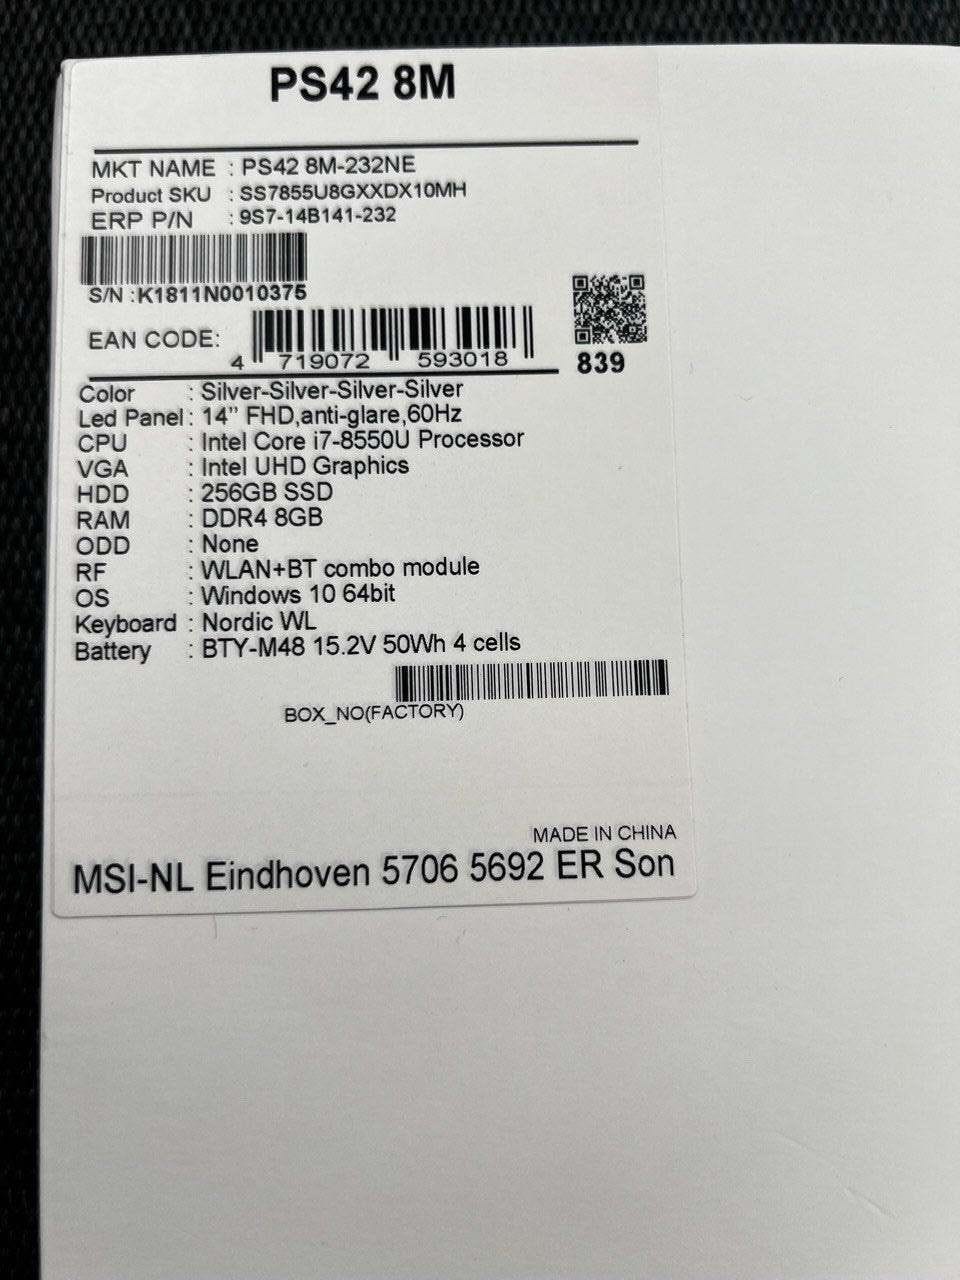 PS42 8M
MKT NAME : PS42 8M-232NE
Product SKU : SS7855U8GXXDX10MH
ERP P/N : 9S7-14B141-232
S/N :K1811N0010375
EAN CODE:
4 719072 593018
839
Color : Silver-Silver-Silver-Silver
Led Panel : 14” FHD,anti-glare,60Hz
CPU : Intel Core i7-8550U Processor
VGA : Intel UHD Graphics
HDD : 256GB SSD
RAM : DDR4 8GB
ODD : None
RF : WLAN+BT combo module
OS : Windows 10 64bit
Keyboard : Nordic WL
Battery : BTY-M48 15.2V 50Wh 4 cells
BOX_NO(FACTORY)
MADE IN CHINA
MSI-NL Eindhoven 5706 5692 ER Son